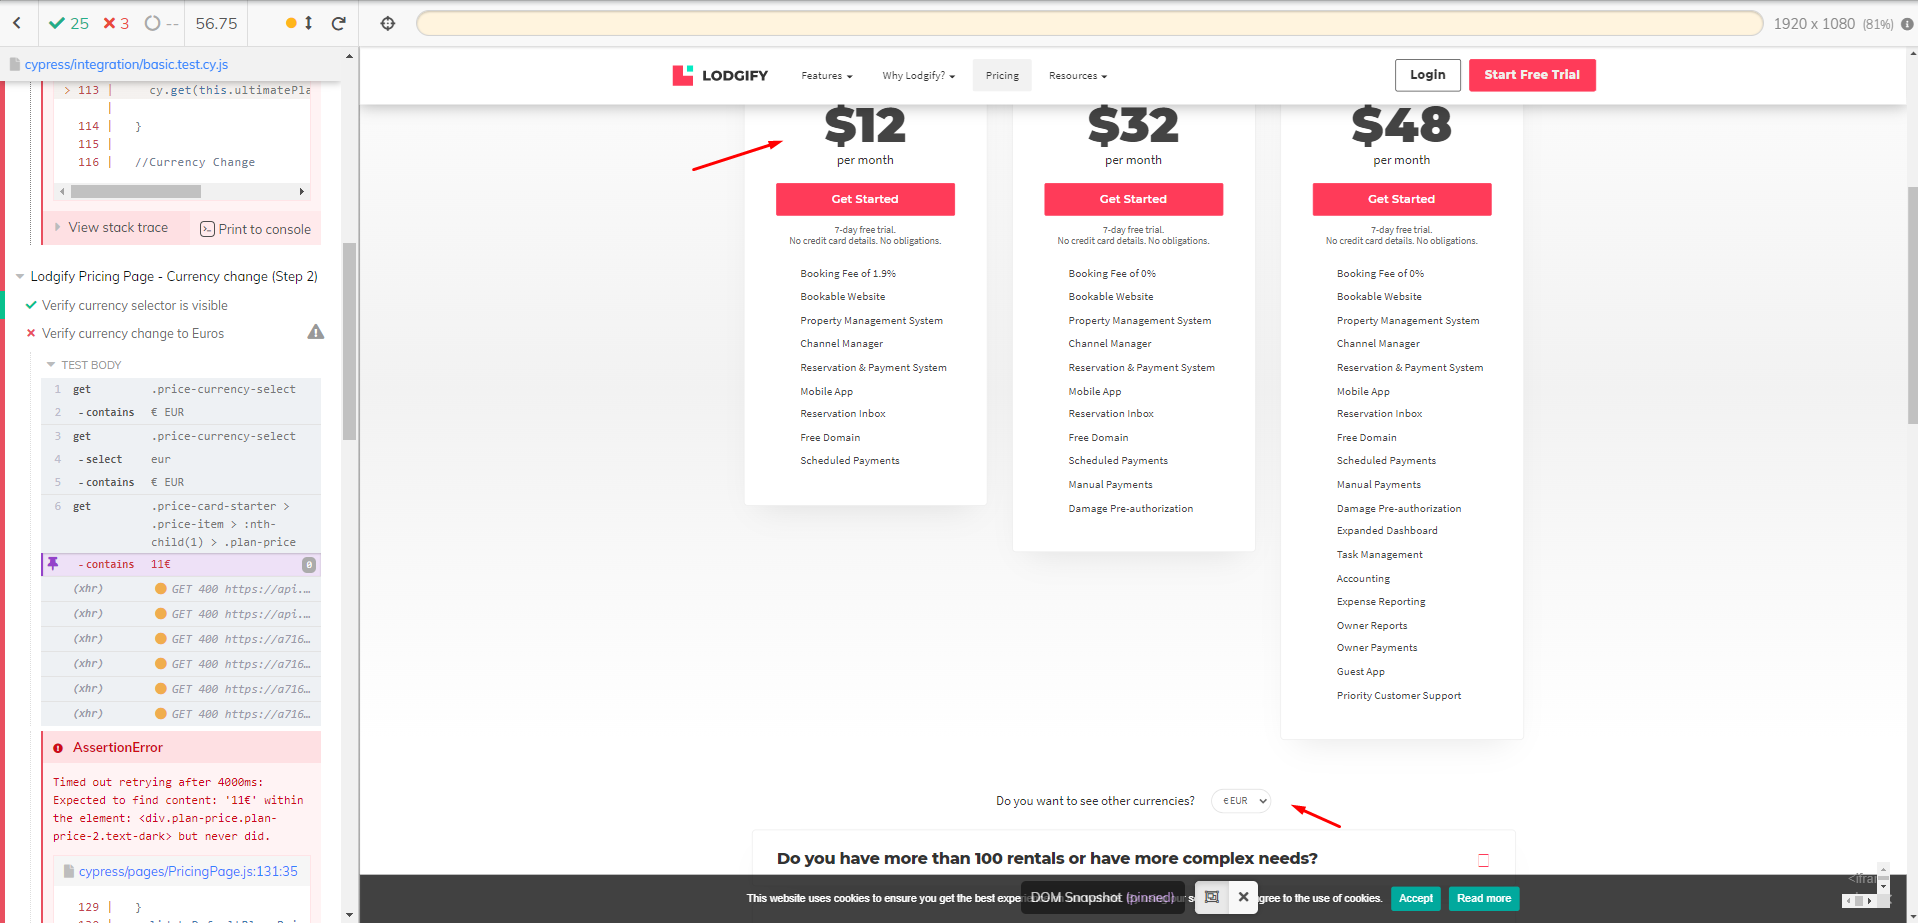 25 3 -- 56.75
1920 x 1080 (81%)
cypress/integration/basic.test.cy.js
> 113 | cy.get(this.ultimatePla
|
114 | }
115 |
116 | //Currency Change
View stack trace
Print to console
Lodgify Pricing Page - Currency change (Step 2)
Verify currency selector is visible
Verify currency change to Euros
TEST BODY
1 get .price-currency-select
2 -contains € EUR
3 get .price-currency-select
4 -select eur
5 -contains € EUR
6 get .price-card-starter >
.price-item > :nth-
child(1) > .plan-price
-contains 11€ 0
(xhr) GET 400 https://api.…
(xhr) GET 400 https://api.…
(xhr) GET 400 https://a716…
(xhr) GET 400 https://a716…
(xhr) GET 400 https://a716…
(xhr) GET 400 https://a716…
AssertionError
Timed out retrying after 4000ms:
Expected to find content: '11€' within
the element: <div.plan-price.plan-
price-2.text-dark> but never did.
cypress/pages/PricingPage.js:131:35
129 | }
LODGIFY
Features
Why Lodgify?
Pricing
Resources
Login
Start Free Trial
$12
per month
Get Started
7-day free trial.
No credit card details. No obligations.
Booking Fee of 1.9%
Bookable Website
Property Management System
Channel Manager
Reservation & Payment System
Mobile App
Reservation Inbox
Free Domain
Scheduled Payments
$32
per month
Get Started
7-day free trial.
No credit card details. No obligations.
Booking Fee of 0%
Bookable Website
Property Management System
Channel Manager
Reservation & Payment System
Mobile App
Reservation Inbox
Free Domain
Scheduled Payments
Manual Payments
Damage Pre-authorization
$48
per month
Get Started
7-day free trial.
No credit card details. No obligations.
Booking Fee of 0%
Bookable Website
Property Management System
Channel Manager
Reservation & Payment System
Mobile App
Reservation Inbox
Free Domain
Scheduled Payments
Manual Payments
Damage Pre-authorization
Expanded Dashboard
Task Management
Accounting
Expense Reporting
Owner Reports
Owner Payments
Guest App
Priority Customer Support
Do you want to see other currencies? € EUR
Do you have more than 100 rentals or have more complex needs?
This website uses cookies to ensure you get the best gree to the use of cookies.
DOM Snapshot (pinned)
Accept
Read more
<ifra